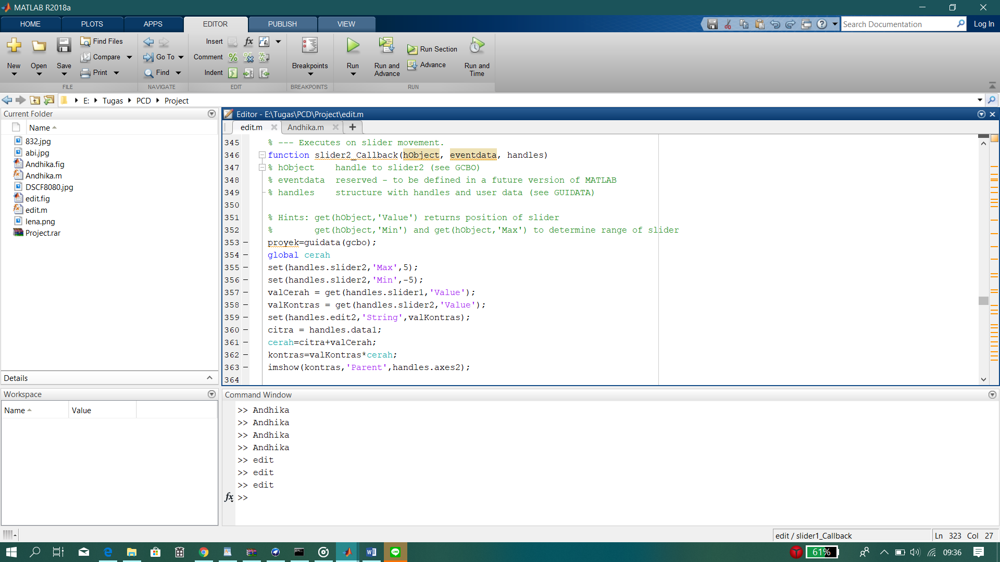 MATLAB R2018a
HOME
PLOTS
APPS
EDITOR
PUBLISH
VIEW
Search Documentation
Log In
New
Open
Save
Find Files
Compare
Print
Go To
Find
Insert
Comment
Indent
fx
Breakpoints
Run
Run and Advance
Run Section
Advance
Run and Time
FILE
NAVIGATE
EDIT
BREAKPOINTS
RUN
E: Tugas PCD Project
Current Folder
Name
832.jpg
abi.jpg
Andhika.fig
Andhika.m
DSCF8080.jpg
edit.fig
edit.m
lena.png
Project.rar
Details
Workspace
Name Value
Editor - E:\Tugas\PCD\Project\edit.m
edit.m Andhika.m
345 % --- Executes on slider movement.
346 function slider2_Callback(hObject, eventdata, handles)
347 % hObject    handle to slider2 (see GCBO)
348 % eventdata  reserved - to be defined in a future version of MATLAB
349 % handles    structure with handles and user data (see GUIDATA)
350
351 % Hints: get(hObject,'Value') returns position of slider
352 %        get(hObject,'Min') and get(hObject,'Max') to determine range of slider
353 – proyek=guidata(gcbo);
354 – global cerah
355 – set(handles.slider2,'Max',5);
356 – set(handles.slider2,'Min',-5);
357 – valCerah = get(handles.slider1,'Value');
358 – valKontras = get(handles.slider2,'Value');
359 – set(handles.edit2,'String',valKontras);
360 – citra = handles.data1;
361 – cerah=citra+valCerah;
362 – kontras=valKontras*cerah;
363 – imshow(kontras,'Parent',handles.axes2);
364
Command Window
>> Andhika
>> Andhika
>> Andhika
>> Andhika
>> edit
>> edit
>> edit
fx >>
edit / slider1_Callback
Ln 323 Col 27
61%
09:36